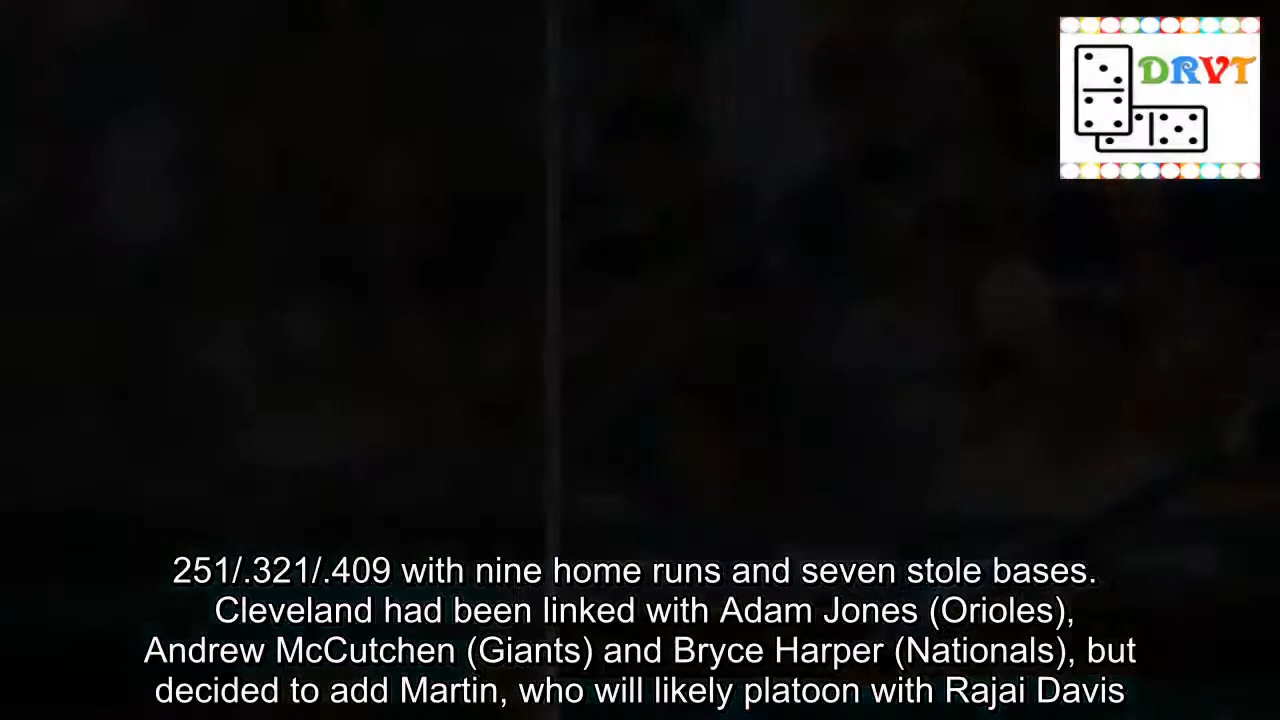 DRVT
251/.321/.409 with nine home runs and seven stole bases.
Cleveland had been linked with Adam Jones (Orioles),
Andrew McCutchen (Giants) and Bryce Harper (Nationals), but
decided to add Martin, who will likely platoon with Rajai Davis